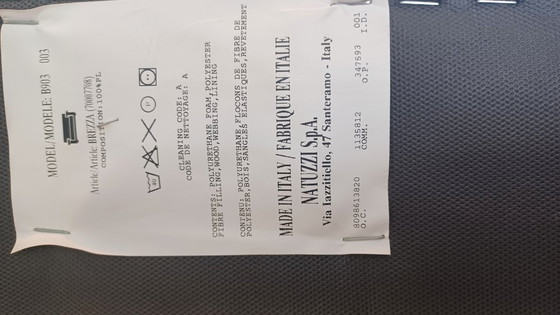 MODEL/MODELE: B903 003
Article/Article: BREZZA (70007708)
COMPOSITION:100%PL
CLEANING CODE: A
CODE DE NETTOYAGE: A
CONTENTS: POLYURETHANE FOAM,POLYESTER
FIBRE FILLING,WOOD,WEBBING,LINING
CONTENU: POLYURETHANE,FLOCONS DE FIBRE DE
POLYESTER,BOIS,SANGLES ELASTIQUES,REVETEMENT
MADE IN ITALY / FABRIQUE EN ITALIE
NATUZZI S.p.A.
Via Iazzitiello, 47 Santeramo - Italy
8098613820 1135812 347593 001
O.C. COMM. O.P. I.D.